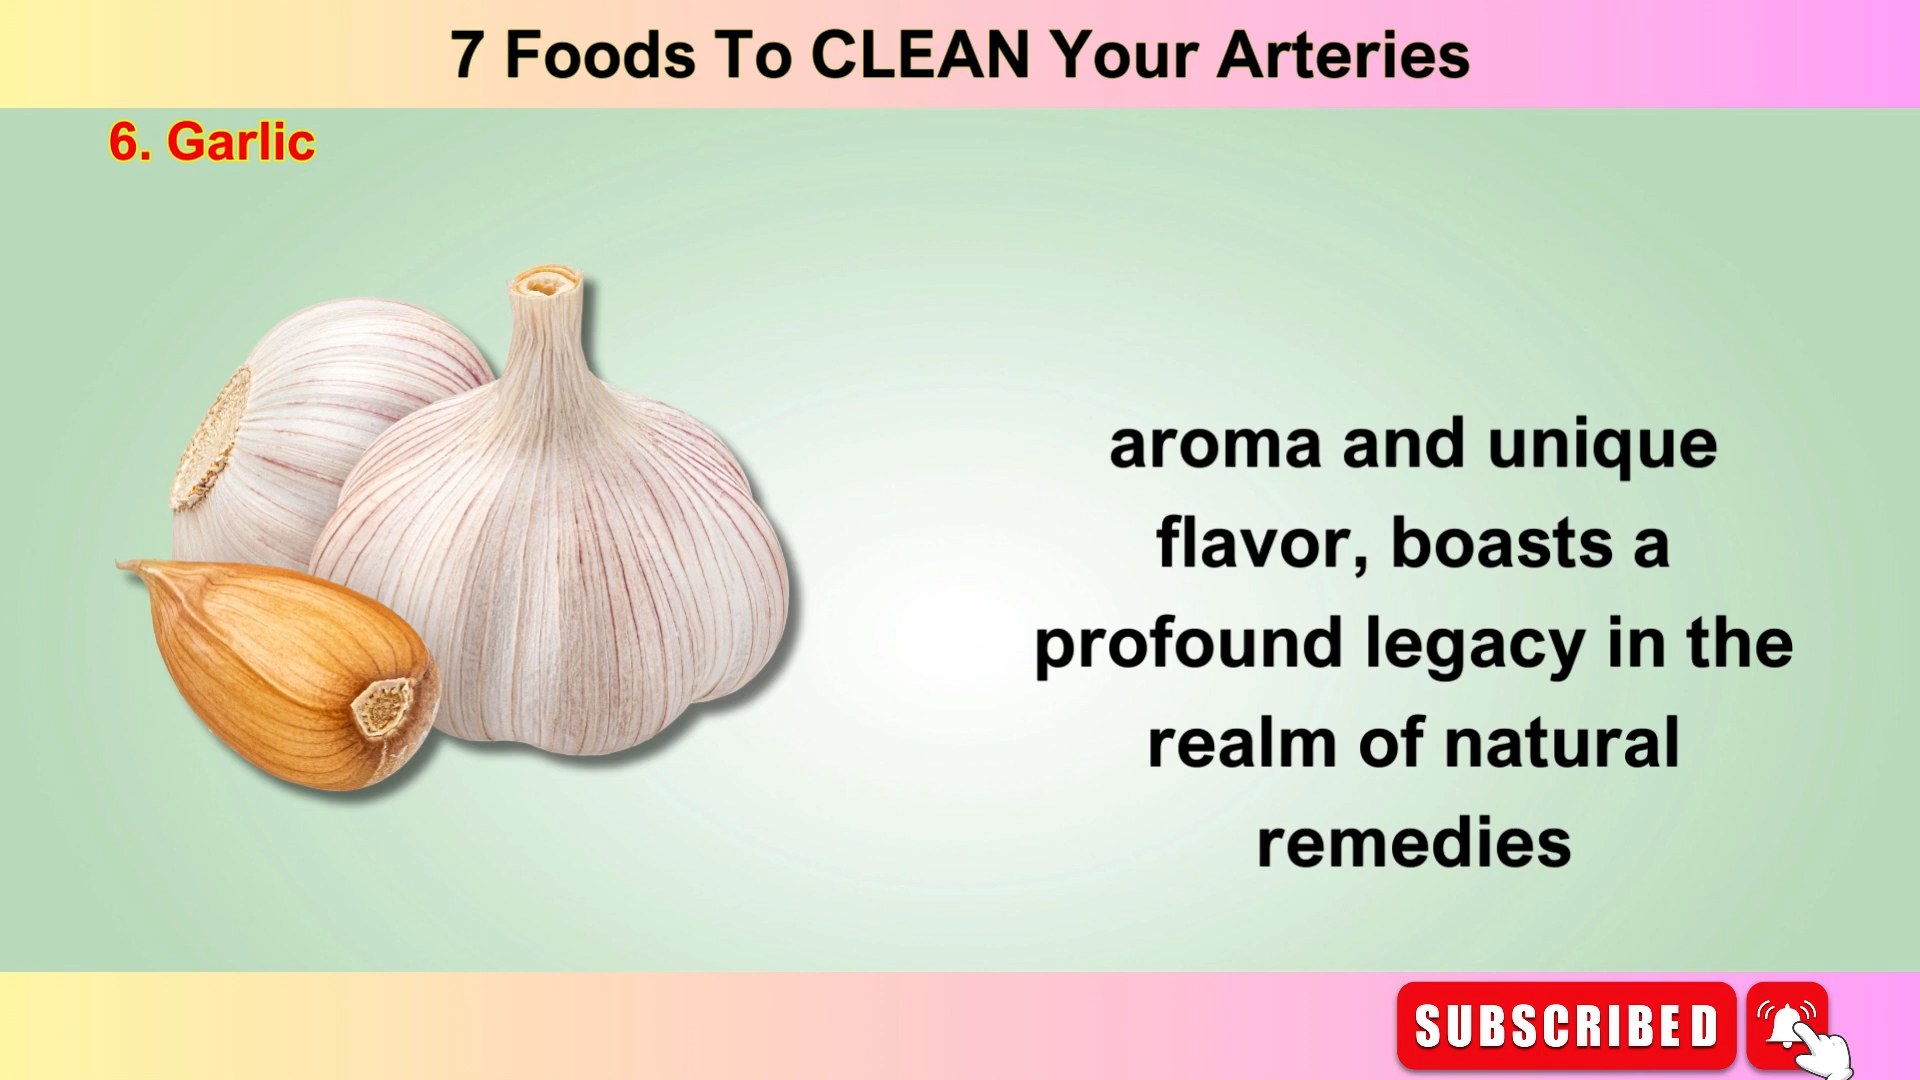 7 Foods To CLEAN Your Arteries
6. Garlic
aroma and unique
flavor, boasts a
profound legacy in the
realm of natural
remedies
SUBSCRIBED